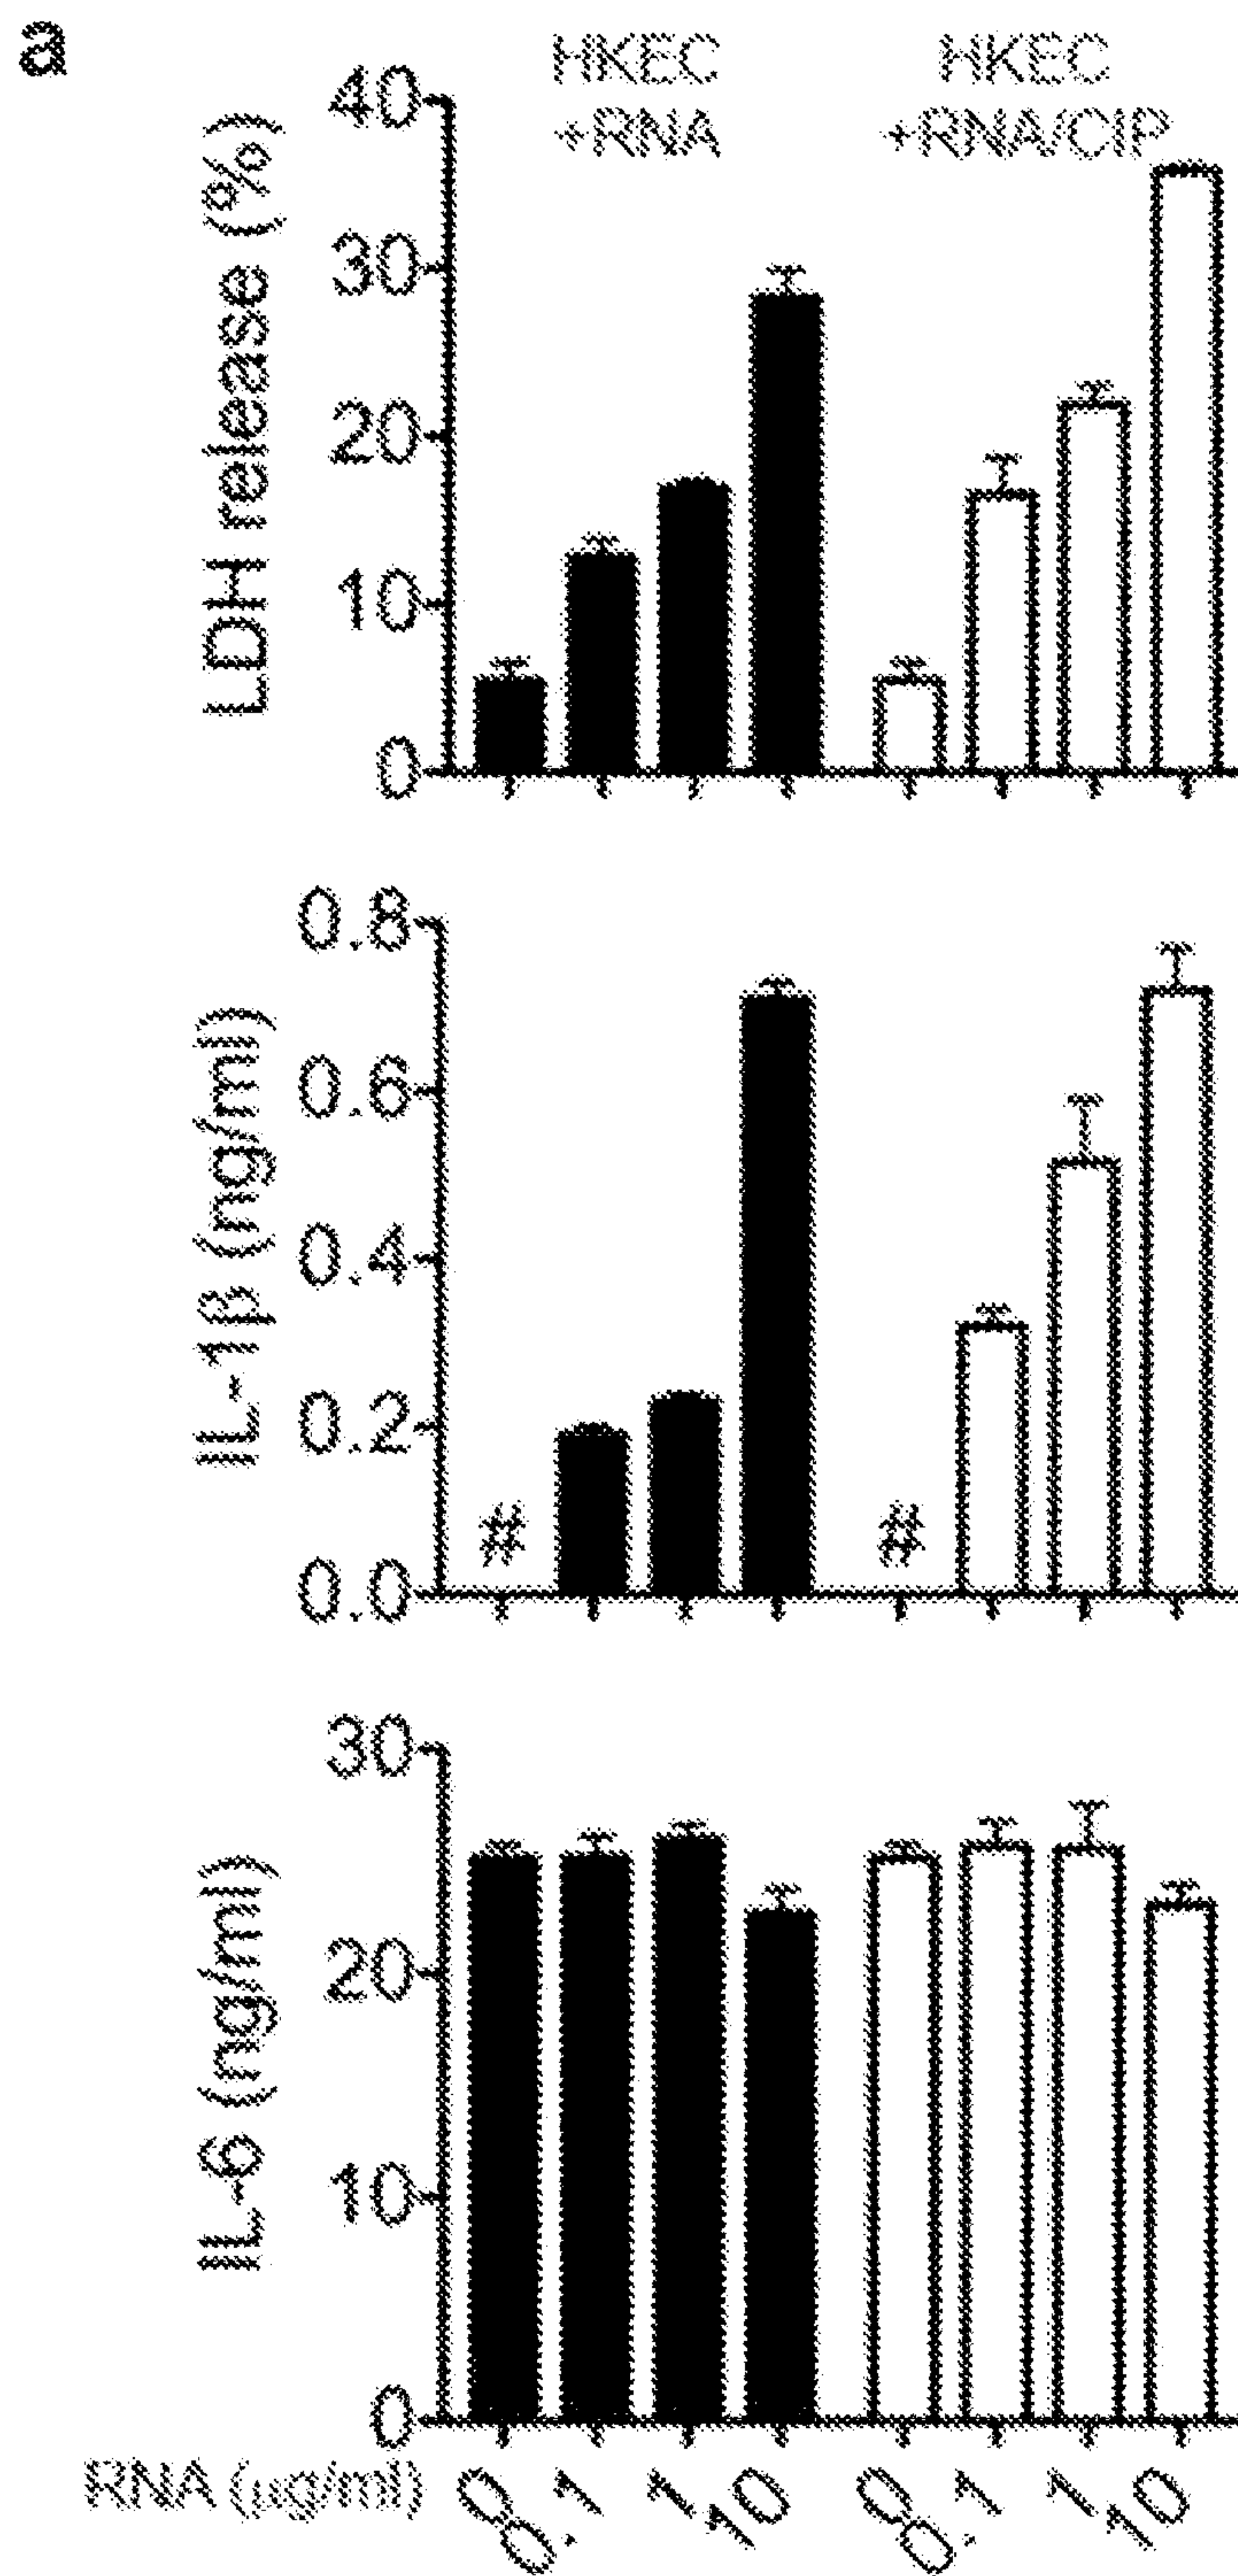 a
HKEC
+RNA
HKEC
+RNA/CIP
LDH release (%)
40
30
20
10
0
IL-1β (ng/ml)
0.8
0.6
0.4
0.2
0.0
# #
IL-6 (ng/ml)
30
20
10
0
RNA (μg/ml) 0 0.1 1 10 0 0.1 1 10